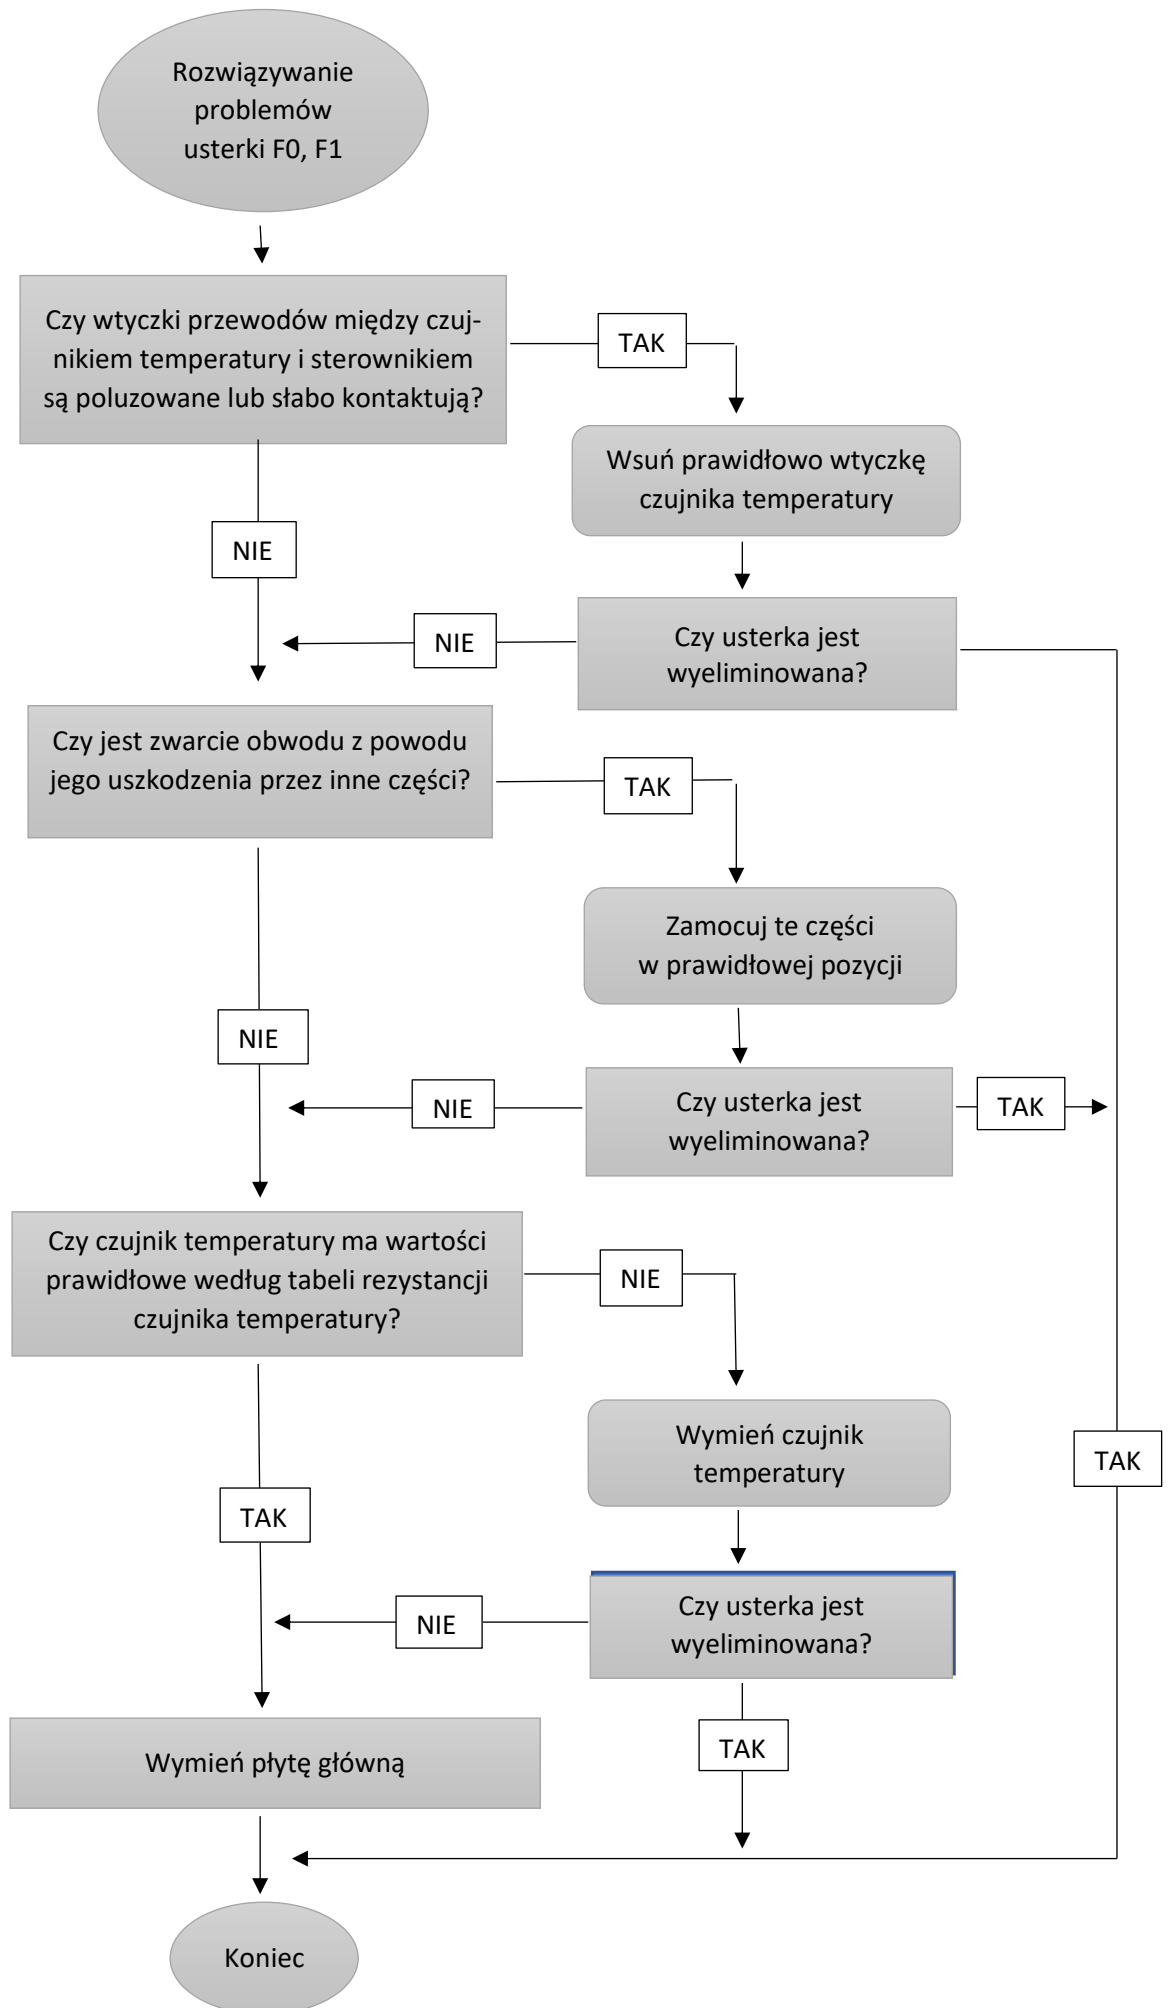 Rozwiązywanie
problemów
usterki F0, F1
Czy wtyczki przewodów między czuj-
nikiem temperatury i sterownikiem
są poluzowane lub słabo kontaktują?
TAK
Wsuń prawidłowo wtyczkę
czujnika temperatury
NIE
Czy usterka jest
wyeliminowana?
NIE
Czy jest zwarcie obwodu z powodu
jego uszkodzenia przez inne części?
TAK
Zamocuj te części
w prawidłowej pozycji
NIE
Czy usterka jest
wyeliminowana?
NIE
TAK
Czy czujnik temperatury ma wartości
prawidłowe według tabeli rezystancji
czujnika temperatury?
NIE
Wymień czujnik
temperatury
TAK
TAK
Czy usterka jest
wyeliminowana?
NIE
TAK
Wymień płytę główną
Koniec